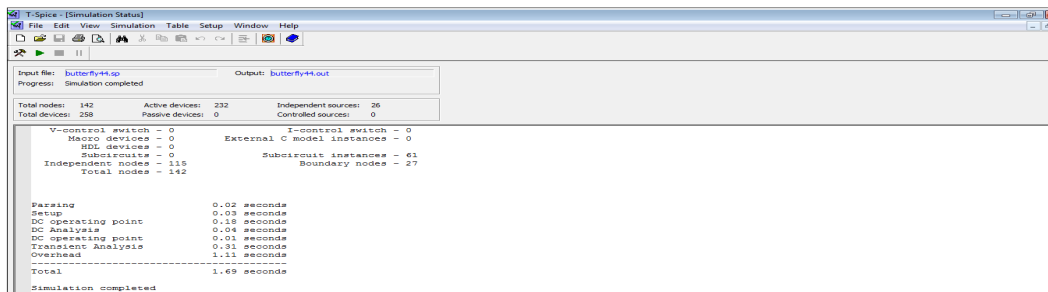 T-Spice - [Simulation Status]
File Edit View Simulation Table Setup Window Help
Input file: butterfly44.sp Output: butterfly44.out
Progress: Simulation completed
Total nodes: 142 Active devices: 232 Independent sources: 26
Total devices: 258 Passive devices: 0 Controlled sources: 0
V-control switch - 0 I-control switch - 0
Macro devices - 0 External C model instances - 0
HDL devices - 0
Subcircuits - 0 Subcircuit instances - 61
Independent nodes - 115 Boundary nodes - 27
Total nodes - 142
Parsing 0.02 seconds
Setup 0.03 seconds
DC operating point 0.18 seconds
DC Analysis 0.04 seconds
DC operating point 0.01 seconds
Transient Analysis 0.31 seconds
Overhead 1.11 seconds
-----------------------------------------
Total 1.69 seconds
Simulation completed